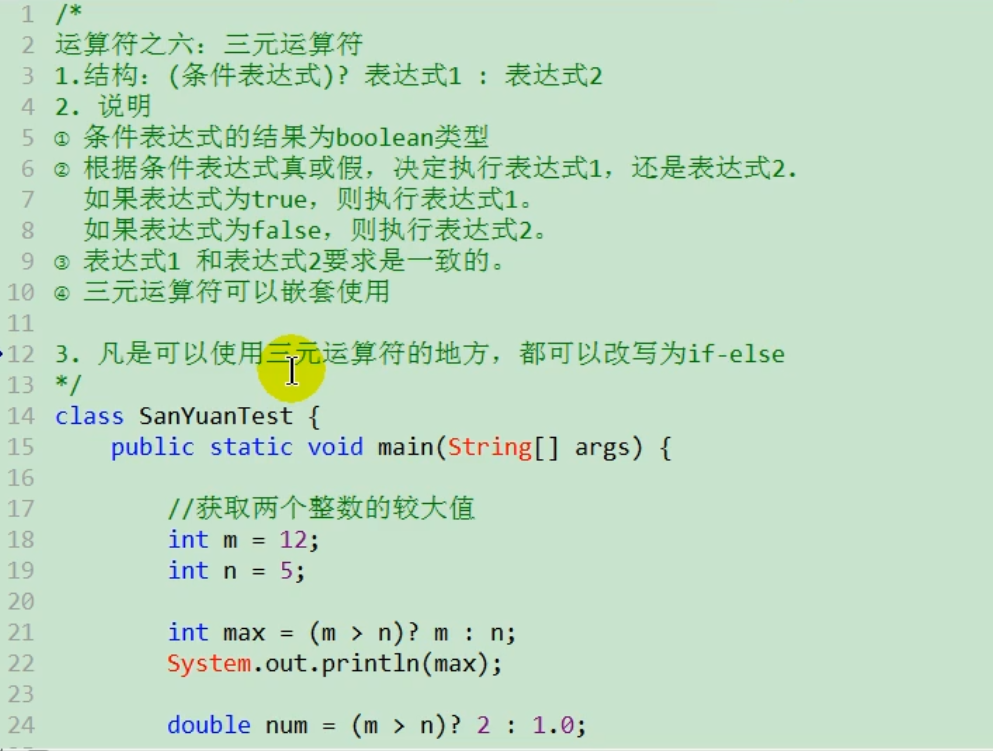 1 /*
2 运算符之六：三元运算符
3 1.结构：(条件表达式)? 表达式1 : 表达式2
4 2. 说明
5 ① 条件表达式的结果为boolean类型
6 ② 根据条件表达式真或假，决定执行表达式1，还是表达式2.
7 如果表达式为true，则执行表达式1。
8 如果表达式为false，则执行表达式2。
9 ③ 表达式1 和表达式2要求是一致的。
10 ④ 三元运算符可以嵌套使用
11
12 3. 凡是可以使用三元运算符的地方，都可以改写为if-else
13 */
14 class SanYuanTest {
15 public static void main(String[] args) {
16
17 //获取两个整数的较大值
18 int m = 12;
19 int n = 5;
20
21 int max = (m > n)? m : n;
22 System.out.println(max);
23
24 double num = (m > n)? 2 : 1.0;